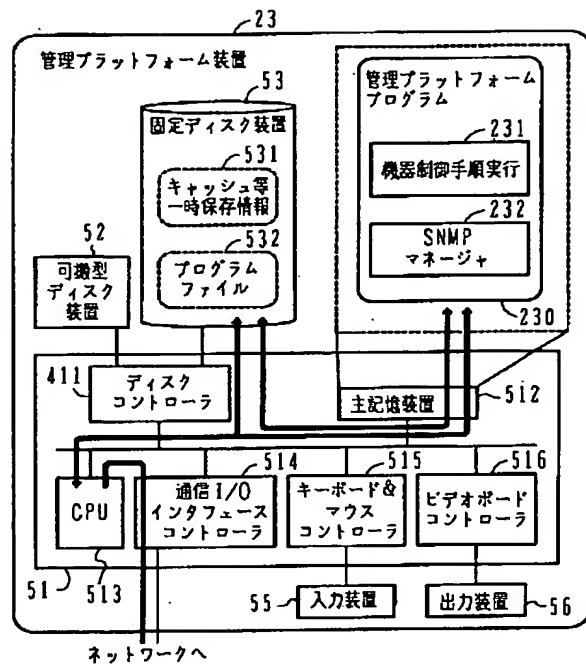 23
管理プラットフォーム装置
53
固定ディスク装置
531
キャッシュ等
一時保存情報
532
プログラム
ファイル
52
可搬型
ディスク
装置
管理プラットフォーム
プログラム
231
機器制御手順実行
232
SNMP
マネージャ
230
411
ディスク
コントローラ
主記憶装置
512
514
515
516
CPU
通信I/O
インタフェース
コントローラ
キーボード&
マウス
コントローラ
ビデオボード
コントローラ
51
513
55
入力装置
出力装置
56
ネットワークへ